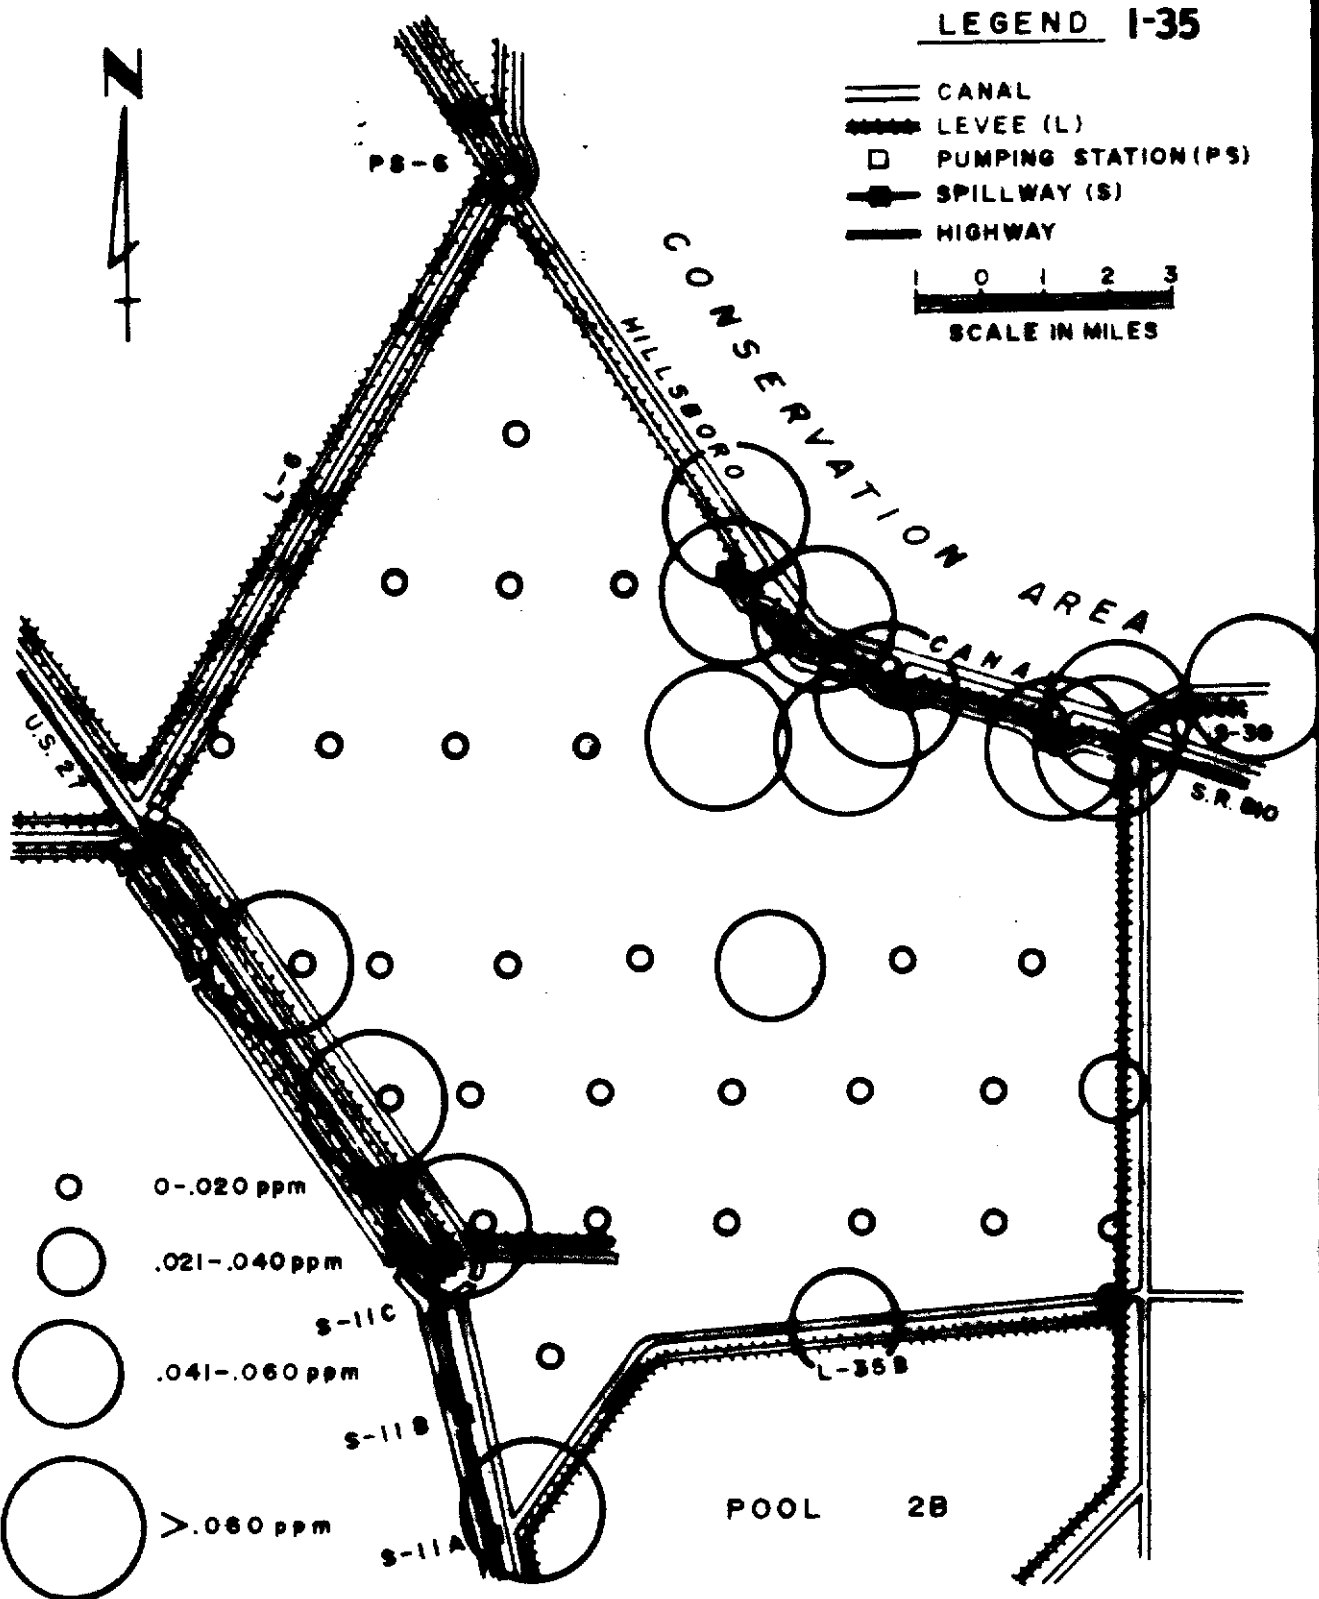 LEGEND I-35
N
CANAL
LEVEE (L)
PUMPING STATION (PS)
SPILLWAY (S)
HIGHWAY
1 0 1 2 3
SCALE IN MILES
PS-6
CONSERVATION AREA
HILLSBORO
CANAL
L-6
U.S. 27
S.R.
0-.020 ppm
.021-.040 ppm
.041-.060 ppm
>.060 ppm
S-11C
S-11B
S-11A
L-35B
POOL 2B